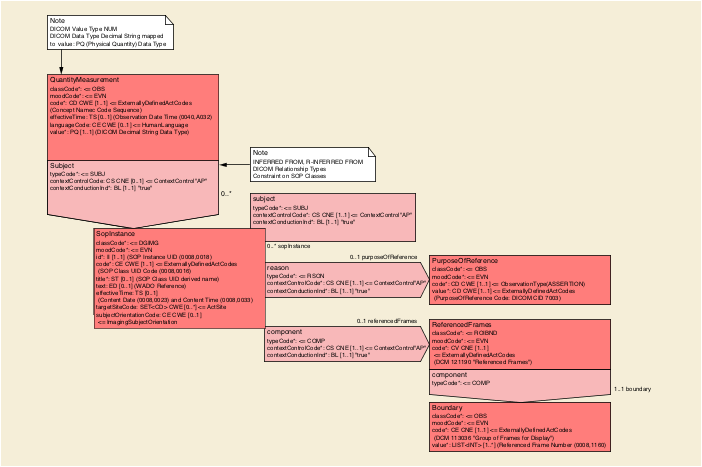 Note
DICOM Value Type NUM
DICOM Data Type Decimal String mapped
to value: PQ (Physical Quantity) Data Type
QuantityMeasurement
classCode*: <= OBS
moodCode*: <= EVN
code*: CD CWE [1..1] <= ExternallyDefinedActCodes
(Concept Name: Code Sequence)
effectiveTime: TS [0..1] (Observation Date Time (0040,A032)
languageCode: CE CWE [0..1] <= HumanLanguage
value*: PQ [1..1] (DICOM Decimal String Data Type)
Subject
typeCode*: <= SUBJ
contextControlCode: CS CNE [0..1] <= ContextControl"AP"
contextConductionInd*: BL [1..1] "true"
0..*
Note
INFERRED FROM, R-INFERRED FROM
DICOM Relationship Types
Constraint on SOP Classes
subject
typeCode*: <= SUBJ
contextControlCode*: CS CNE [1..1] <= ContextControl"AP"
contextConductionInd*: BL [1..1] "true"
0..* sopInstance
SopInstance
classCode*: <= DGIMG
moodCode*: <= EVN
id*: II [1..1] (SOP Instance UID (0008,0018)
code*: CE CWE [1..1] <= ExternallyDefinedActCodes
(SOP Class UID Code (0008,0016)
title*: ST [0..1] (SOP Class UID derived name)
text: ED [0..1] (WADO Reference)
effectiveTime: TS [0..1]
(Content Date (0008,0023) and Content Time (0008,0033)
targetSiteCode: SET<CD> CWE [0..*] <= ActSite
subjectOrientationCode: CE CWE [0..1]
<= ImagingSubjectOrientation
0..1 purposeOfReference
reason
typeCode*: <= RSON
contextControlCode*: CS CNE [1..1] <= ContextControl"AP"
contextConductionInd*: BL [1..1] "true"
PurposeOfReference
classCode*: <= OBS
moodCode*: <= EVN
code*: CD CWE [1..1] <= ObservationType(ASSERTION)
value*: CD CWE [1..1] <= ExternallyDefinedActCodes
(PurposeOfReference Code: DICOM CID 7003)
0..1 referencedFrames
component
typeCode*: <= COMP
contextControlCode*: CS CNE [1..1] <= ContextControl"AP"
contextConductionInd*: BL [1..1] "true"
ReferencedFrames
classCode*: <= ROIBND
moodCode*: <= EVN
code*: CV CNE [1..1]
<= ExternallyDefinedActCodes
(DCM 121190 "Referenced Frames")
component
typeCode*: <= COMP
1..1 boundary
Boundary
classCode*: <= OBS
moodCode*: <= EVN
code*: CE CNE [1..1] <= ExternallyDefinedActCodes
(DCM 113036 "Group of Frames for Display")
value*: LIST<INT> [1..*] (Referenced Frame Number (0008,1160)